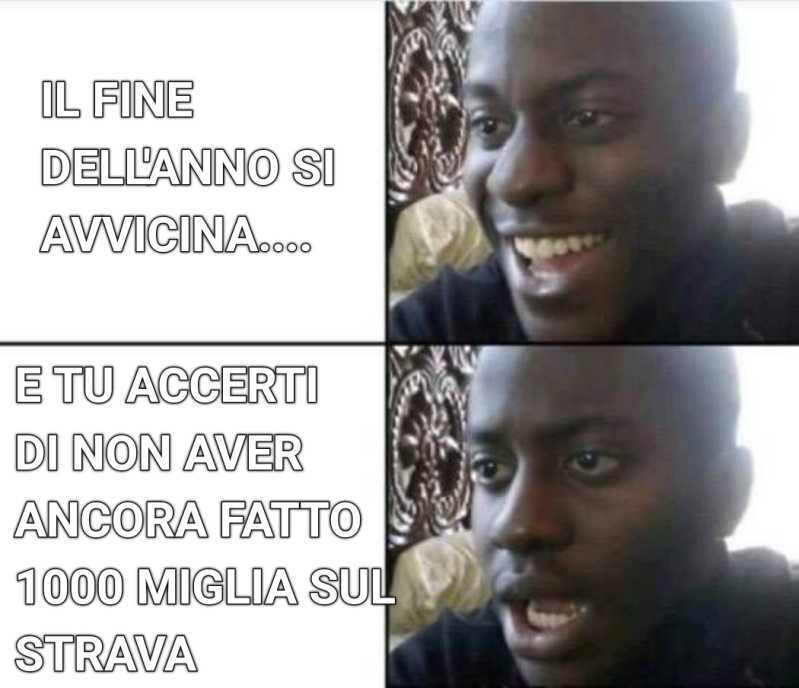 IL FINE
DELL'ANNO SI
AVVICINA....
E TU ACCERTI
DI NON AVER
ANCORA FATTO
1000 MIGLIA SUL
STRAVA